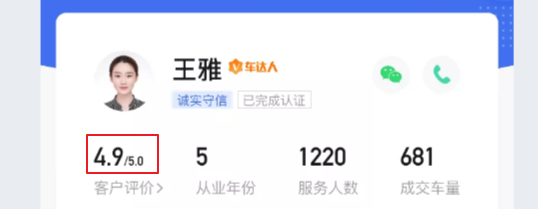 王雅 车达人
诚实守信 已完成认证
4.9/5.0 5 1220 681
客户评价> 从业年份 服务人数 成交车量